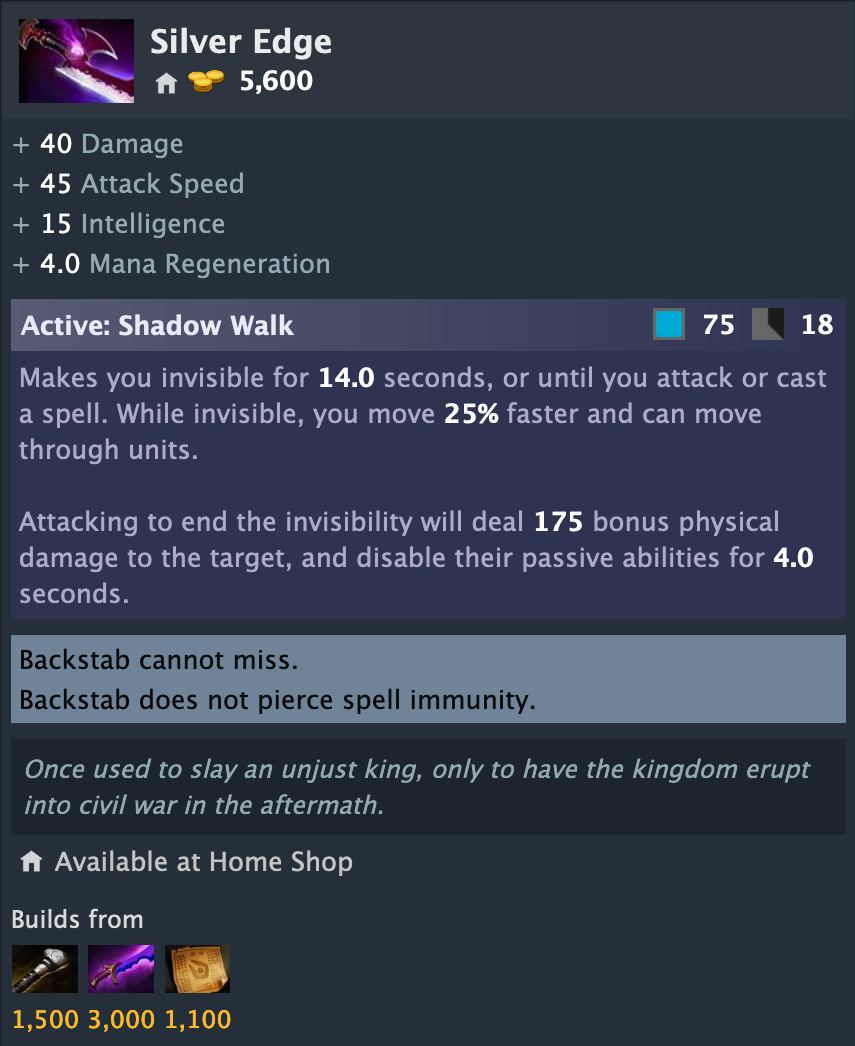 Silver Edge
5,600
+ 40 Damage
+ 45 Attack Speed
+ 15 Intelligence
+ 4.0 Mana Regeneration
Active: Shadow Walk 75 18
Makes you invisible for 14.0 seconds, or until you attack or cast
a spell. While invisible, you move 25% faster and can move
through units.
Attacking to end the invisibility will deal 175 bonus physical
damage to the target, and disable their passive abilities for 4.0
seconds.
Backstab cannot miss.
Backstab does not pierce spell immunity.
Once used to slay an unjust king, only to have the kingdom erupt
into civil war in the aftermath.
Available at Home Shop
Builds from
1,500 3,000 1,100